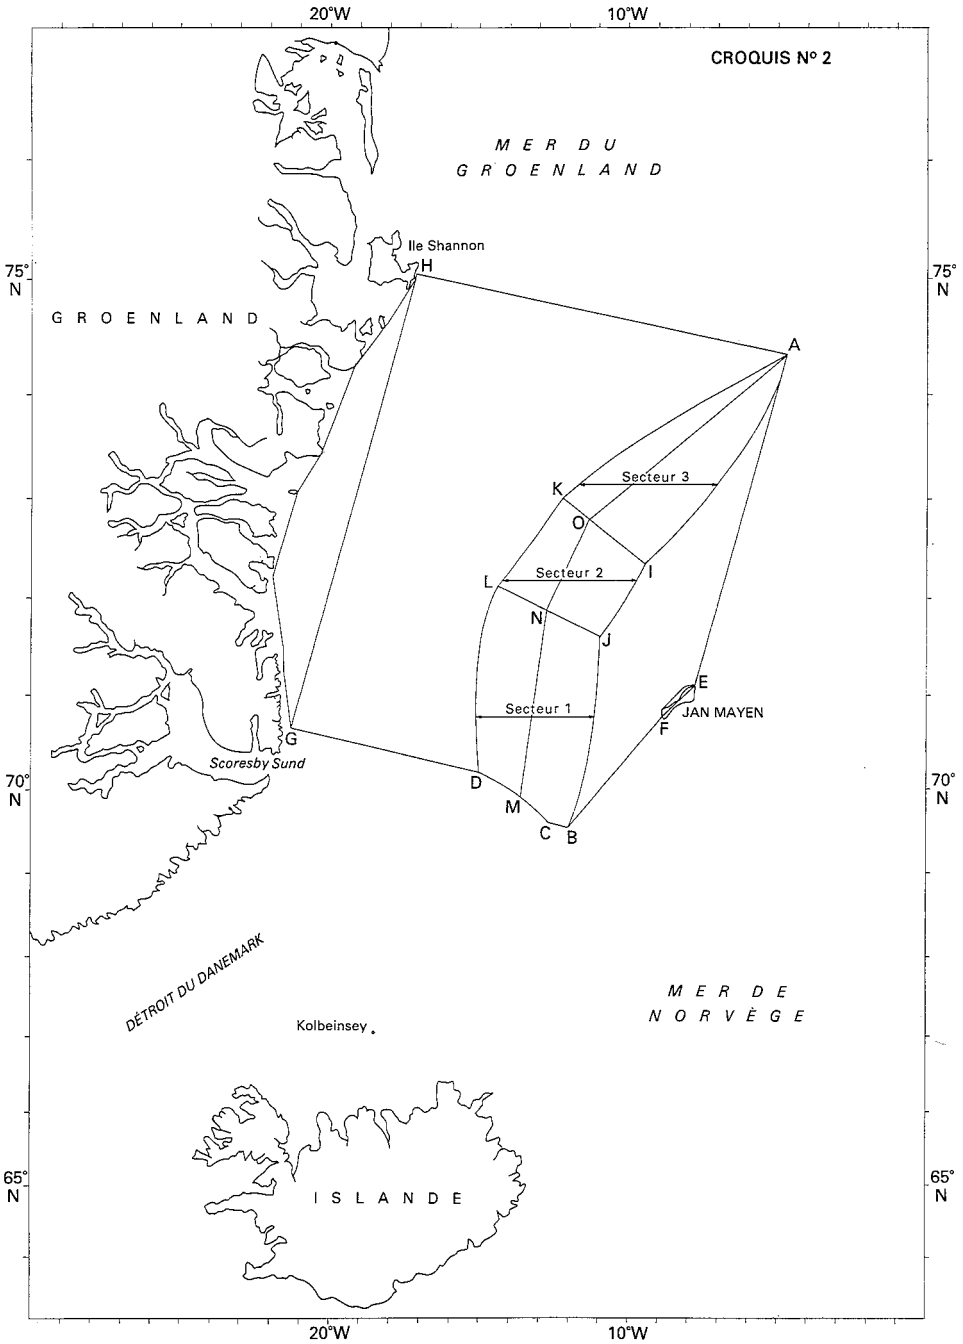 20°W 10°W
CROQUIS Nº 2
MER DU
GROENLAND
Ile Shannon
H
75°
N
75°
N
GROENLAND
A
Secteur 3
K
O
I
Secteur 2
L
N
J
E
Secteur 1
JAN MAYEN
F
G
Scoresby Sund
D
70°
N
70°
N
M
C
B
DÉTROIT DU DANEMARK
MER DE
NORVÈGE
Kolbeinsey
65°
N
65°
N
ISLANDE
20°W 10°W